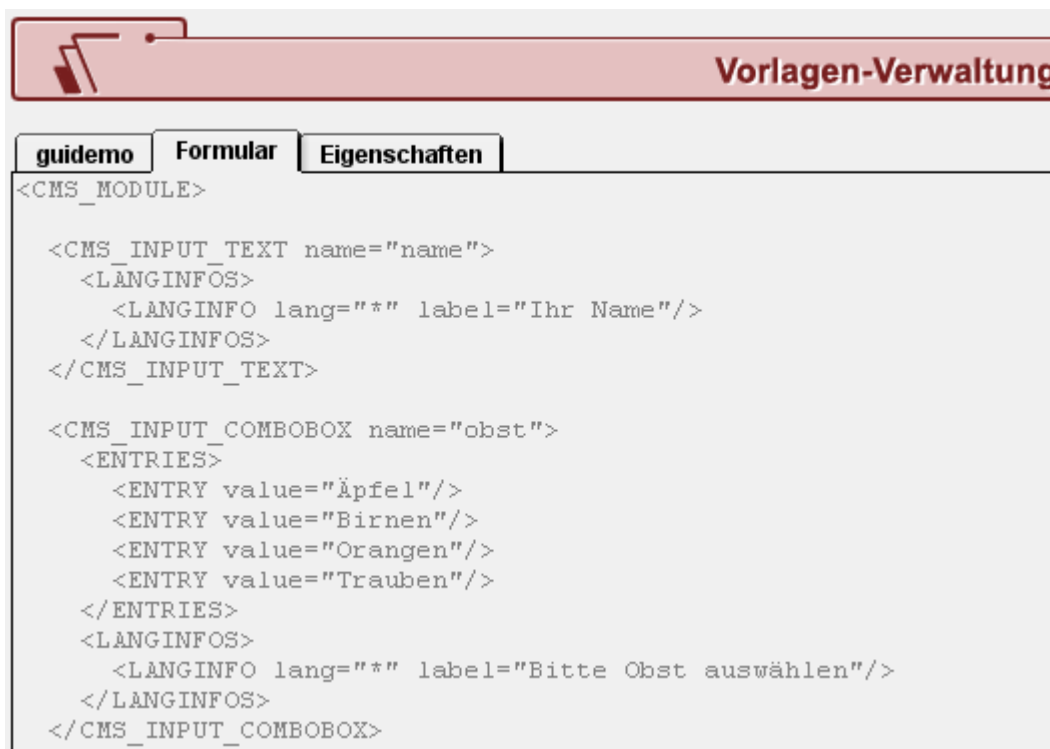 Vorlagen-Verwaltung
guidemo Formular Eigenschaften
<CMS_MODULE>
<CMS_INPUT_TEXT name="name">
<LANGINFOS>
<LANGINFO lang="*" label="Ihr Name"/>
</LANGINFOS>
</CMS_INPUT_TEXT>
<CMS_INPUT_COMBOBOX name="obst">
<ENTRIES>
<ENTRY value="Äpfel"/>
<ENTRY value="Birnen"/>
<ENTRY value="Orangen"/>
<ENTRY value="Trauben"/>
</ENTRIES>
<LANGINFOS>
<LANGINFO lang="*" label="Bitte Obst auswählen"/>
</LANGINFOS>
</CMS_INPUT_COMBOBOX>